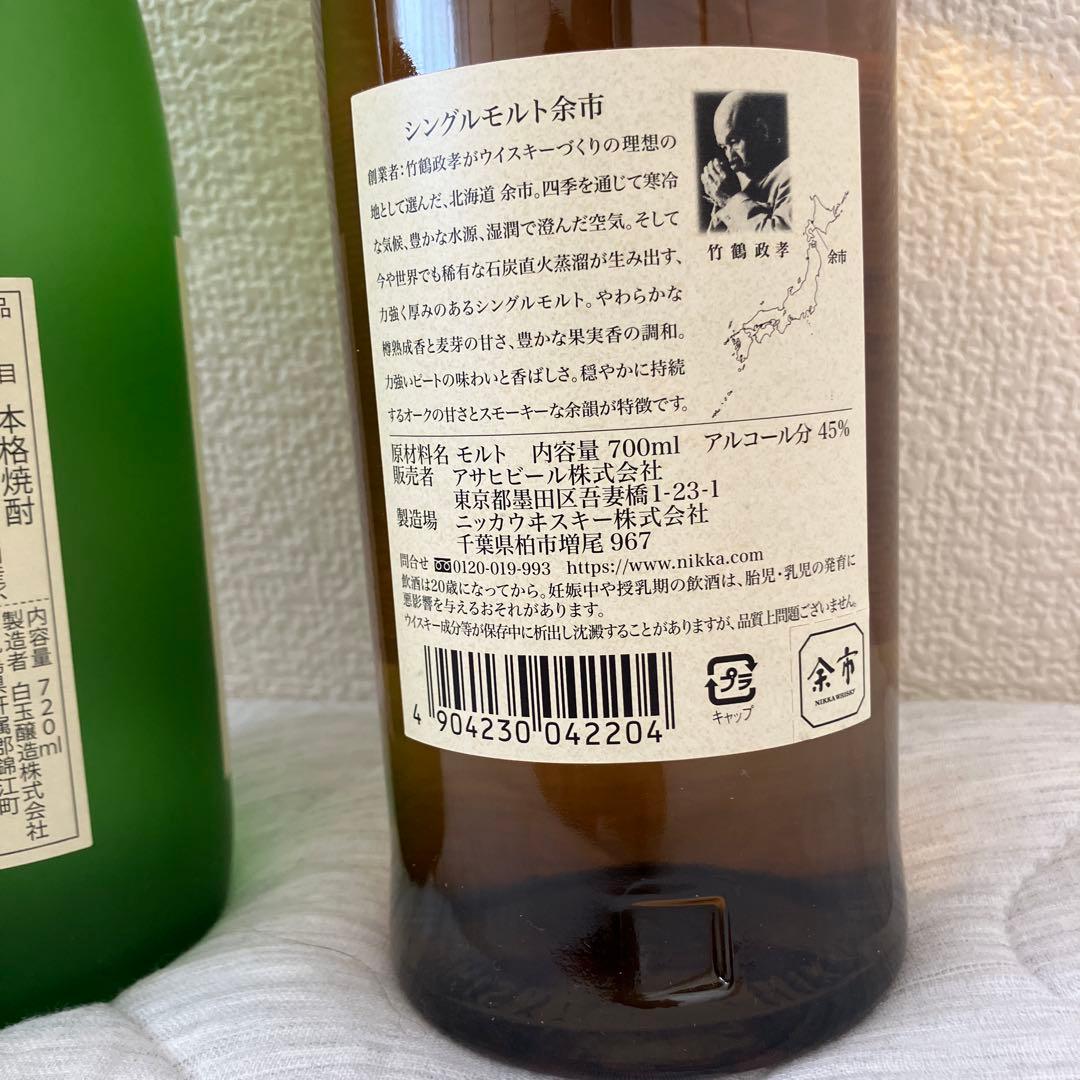 シングルモルト余市
創業者:竹鶴政孝がウイスキーづくりの理想の
地として選んだ、北海道 余市。四季を通じて寒冷
な気候、豊かな水源、湿潤で澄んだ空気。そして
今や世界でも稀有な石炭直火蒸溜が生み出す、
力強く厚みのあるシングルモルト。やわらかな
樽熟成香と麦芽の甘さ、豊かな果実香の調和。
力強いピートの味わいと香ばしさ。穏やかに持続
するオークの甘さとスモーキーな余韻が特徴です。
竹鶴政孝
余市
原材料名 モルト 内容量 700ml アルコール分 45%
販売者 アサヒビール株式会社
東京都墨田区吾妻橋1-23-1
製造場 ニッカウヰスキー株式会社
千葉県柏市増尾 967
問合せ 0120-019-993 https://www.nikka.com
飲酒は20歳になってから。妊娠中や授乳期の飲酒は、胎児・乳児の発育に
悪影響を与えるおそれがあります。
ウイスキー成分等が保存中に析出し沈澱することがありますが、品質上問題ございません。
4 904230 042204
プラ
キャップ
余市
NIKKA WHISKY
品
目
本格焼酎
内容量 720ml
製造者 白玉醸造株式会社
肝属郡錦江町